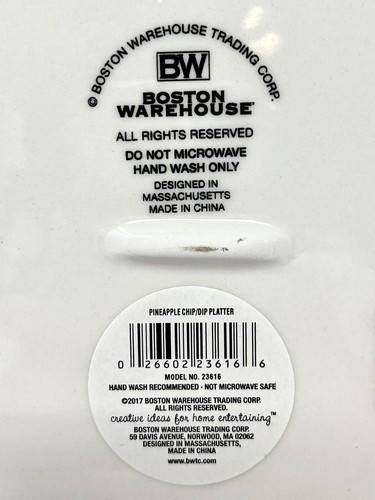 © BOSTON WAREHOUSE TRADING CORP.
BW
BOSTON
WAREHOUSE®
ALL RIGHTS RESERVED
DO NOT MICROWAVE
HAND WASH ONLY
DESIGNED IN
MASSACHUSETTS
MADE IN CHINA
PINEAPPLE CHIP/DIP PLATTER
0 26602 23616 6
MODEL NO. 23616
HAND WASH RECOMMENDED · NOT MICROWAVE SAFE
©2017 BOSTON WAREHOUSE TRADING CORP.
ALL RIGHTS RESERVED.
creative ideas for home entertaining™
BOSTON WAREHOUSE TRADING CORP.
59 DAVIS AVENUE, NORWOOD, MA 02062
DESIGNED IN MASSACHUSETTS,
MADE IN CHINA
www.bwtc.com